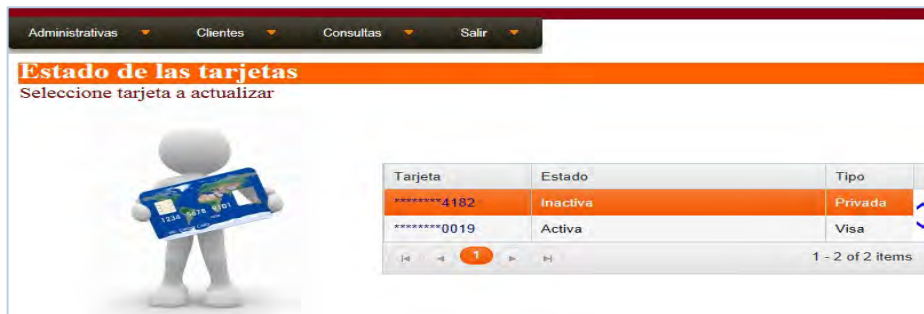 Administrativas Clientes Consultas Salir
Estado de las tarjetas
Seleccione tarjeta a actualizar
1234 5678 9101
Tarjeta Estado Tipo
********4182 Inactiva Privada
********0019 Activa Visa
1 1 - 2 of 2 items